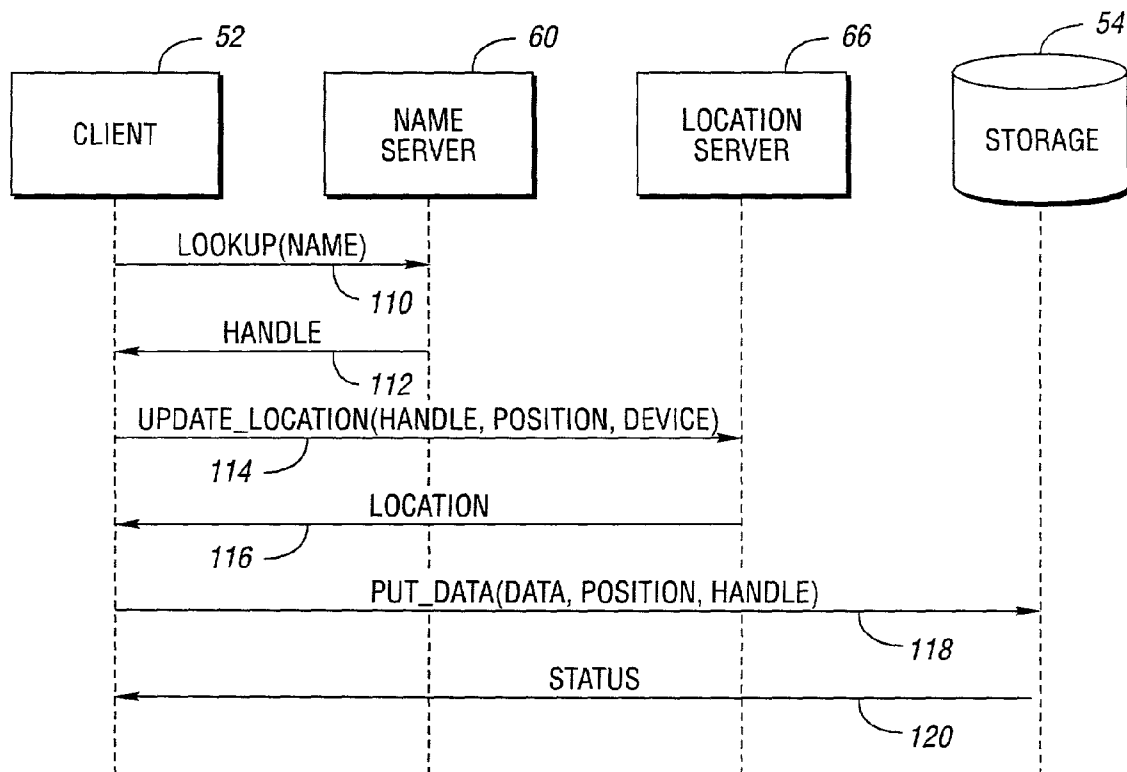 52
60
66
54
CLIENT
NAME
SERVER
LOCATION
SERVER
STORAGE
LOOKUP(NAME)
110
HANDLE
112
UPDATE_LOCATION(HANDLE, POSITION, DEVICE)
114
LOCATION
116
PUT_DATA(DATA, POSITION, HANDLE)
118
STATUS
120